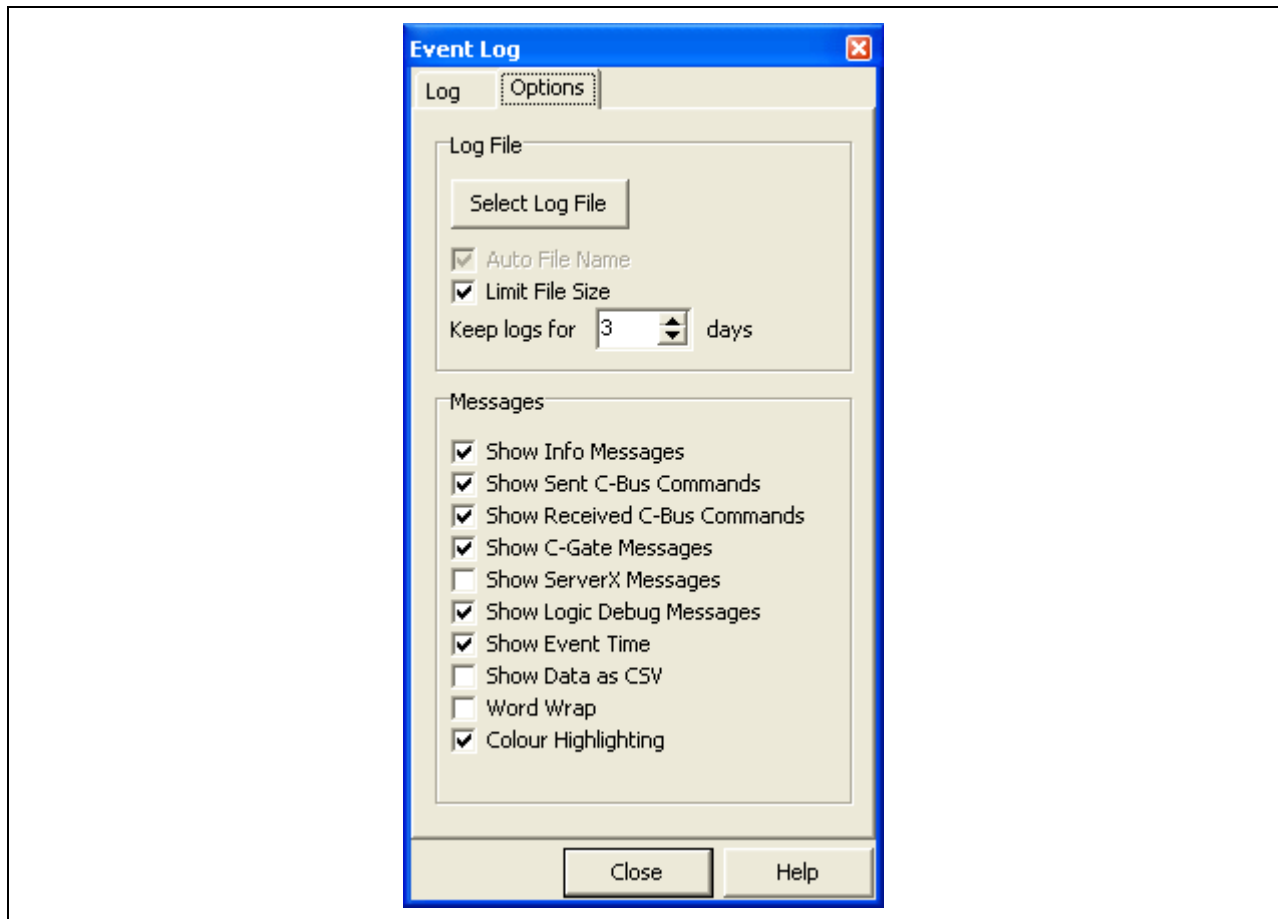 Event Log
Log Options
Log File
Select Log File
Auto File Name
Limit File Size
Keep logs for 3 days
Messages
Show Info Messages
Show Sent C-Bus Commands
Show Received C-Bus Commands
Show C-Gate Messages
Show ServerX Messages
Show Logic Debug Messages
Show Event Time
Show Data as CSV
Word Wrap
Colour Highlighting
Close Help